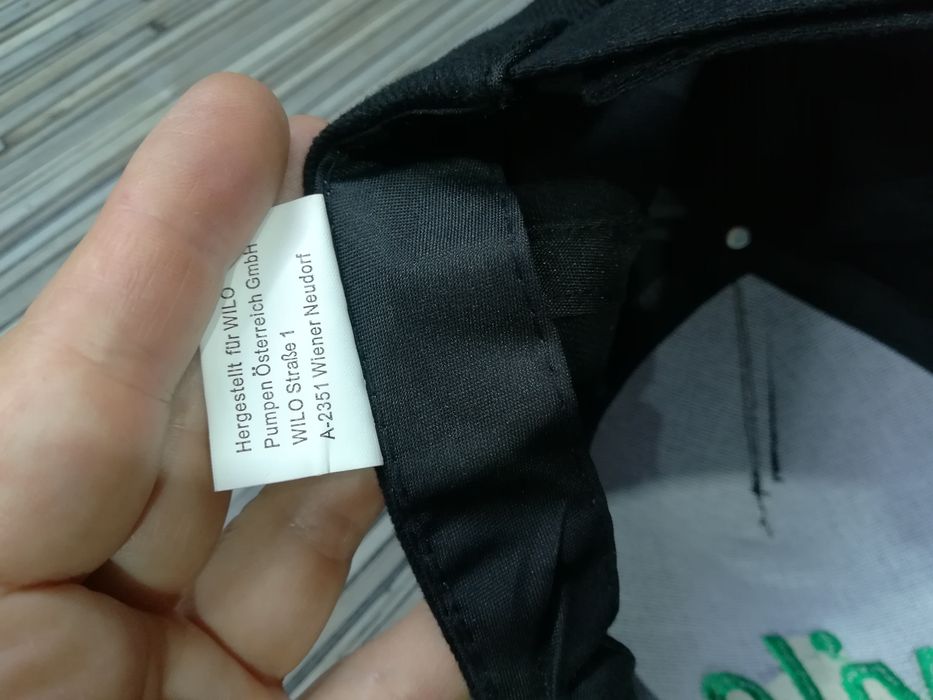 Hergestellt für WILO
Pumpen Österreich GmbH
WILO Straße 1
A-2351 Wiener Neudorf